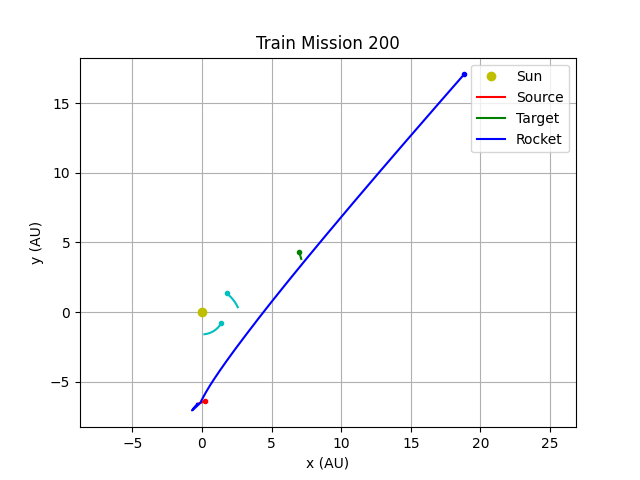 Train Mission 200
Sun
Source
Target
Rocket
15
10
5
0
−5
y (AU)
−5
0
5
10
15
20
25
x (AU)